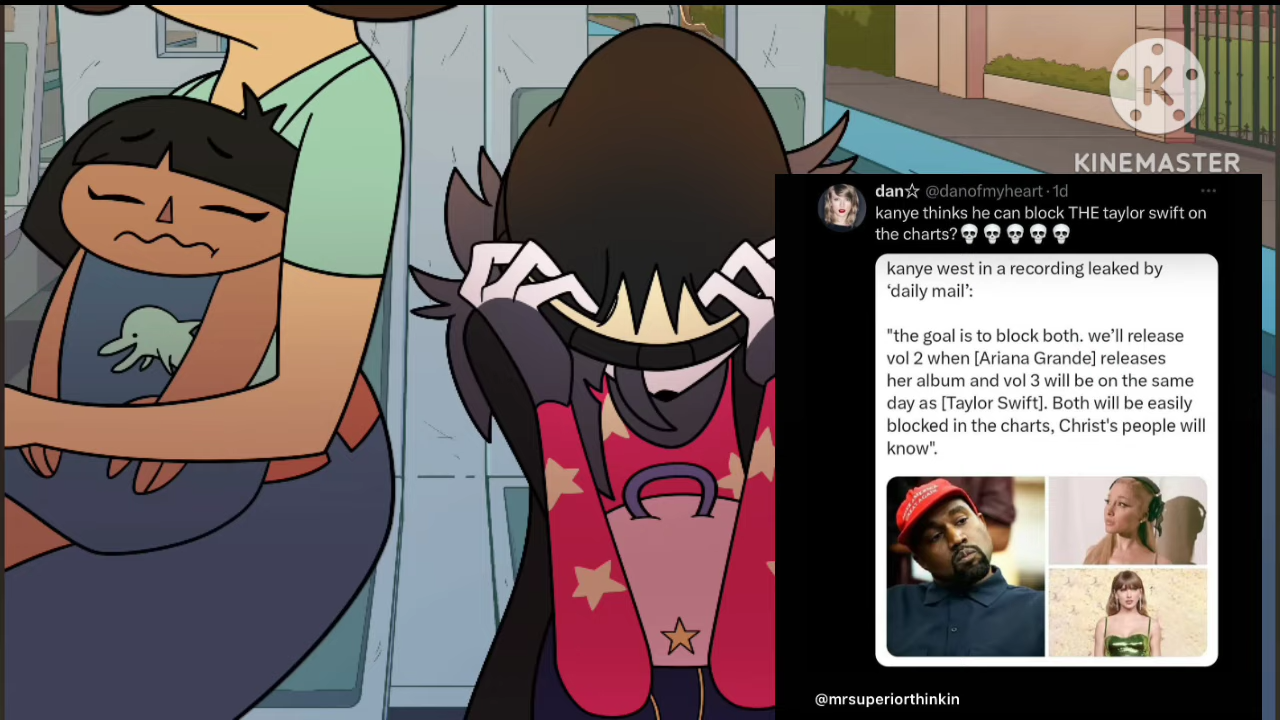 K
KINEMASTER
dan☆ @danofmyheart · 1d
kanye thinks he can block THE taylor swift on
the charts?💀💀💀💀💀
kanye west in a recording leaked by
‘daily mail’:
"the goal is to block both. we’ll release
vol 2 when [Ariana Grande] releases
her album and vol 3 will be on the same
day as [Taylor Swift]. Both will be easily
blocked in the charts, Christ's people will
know".
@mrsuperiorthinkin